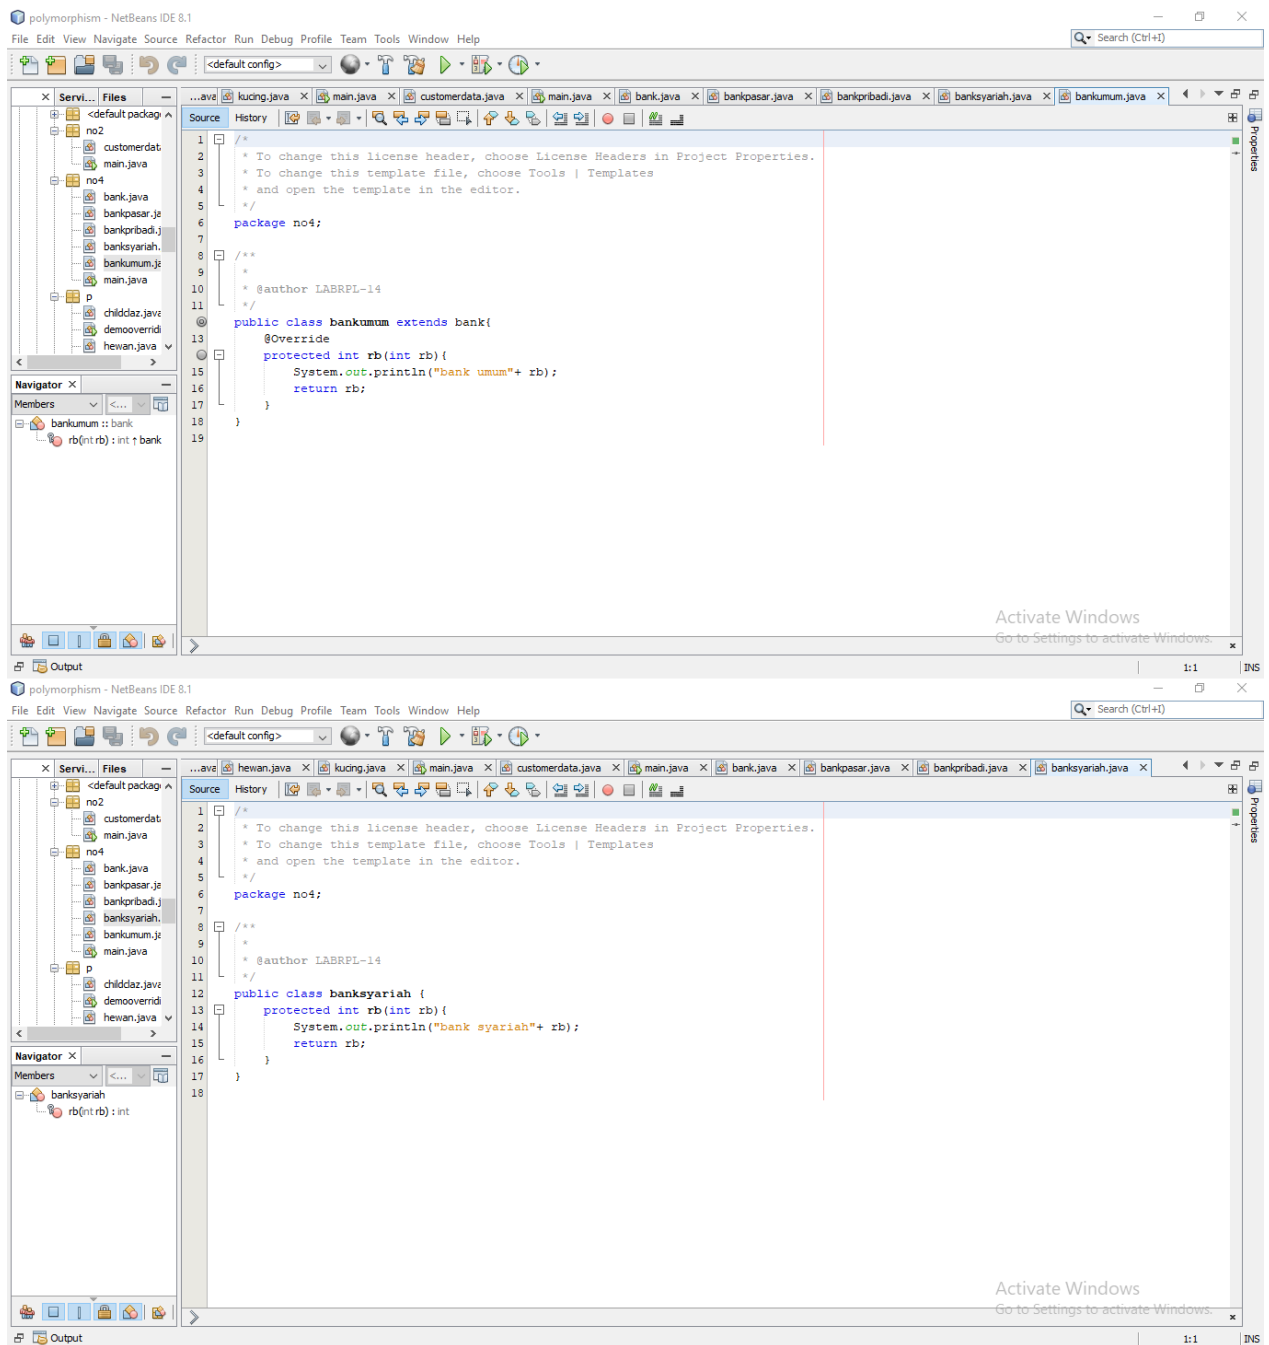 polymorphism - NetBeans IDE 8.1
File Edit View Navigate Source Refactor Run Debug Profile Team Tools Window Help
Search (Ctrl+I)
<default config>
Servi... Files
...ava kucing.java main.java customerdata.java main.java bank.java bankpasar.java bankpribadi.java banksyariah.java bankumum.java
Source History
<default packag
no2
customerdat
main.java
no4
bank.java
bankpasar.ja
bankpribadi.j
banksyariah.
bankumum.ja
main.java
p
childclaz.java
demooverridi
hewan.java
Properties
1 /*
2 * To change this license header, choose License Headers in Project Properties.
3 * To change this template file, choose Tools | Templates
4 * and open the template in the editor.
5 */
6 package no4;
7
8 /**
9 *
10 * @author LABRPL-14
11 */
public class bankumum extends bank{
13 @Override
protected int rb(int rb){
15 System.out.println("bank umum"+ rb);
16 return rb;
17 }
18 }
19
Navigator
Members <...
bankumum :: bank
rb(int rb) : int ↑ bank
Activate Windows
Go to Settings to activate Windows.
Output
1:1 INS
polymorphism - NetBeans IDE 8.1
File Edit View Navigate Source Refactor Run Debug Profile Team Tools Window Help
Search (Ctrl+I)
<default config>
Servi... Files
...ava hewan.java kucing.java main.java customerdata.java main.java bank.java bankpasar.java bankpribadi.java banksyariah.java
Source History
<default packag
no2
customerdat
main.java
no4
bank.java
bankpasar.ja
bankpribadi.j
banksyariah.
bankumum.ja
main.java
p
childclaz.java
demooverridi
hewan.java
Properties
1 /*
2 * To change this license header, choose License Headers in Project Properties.
3 * To change this template file, choose Tools | Templates
4 * and open the template in the editor.
5 */
6 package no4;
7
8 /**
9 *
10 * @author LABRPL-14
11 */
12 public class banksyariah {
13 protected int rb(int rb){
14 System.out.println("bank syariah"+ rb);
15 return rb;
16 }
17 }
18
Navigator
Members <...
banksyariah
rb(int rb) : int
Activate Windows
Go to Settings to activate Windows.
Output
1:1 INS